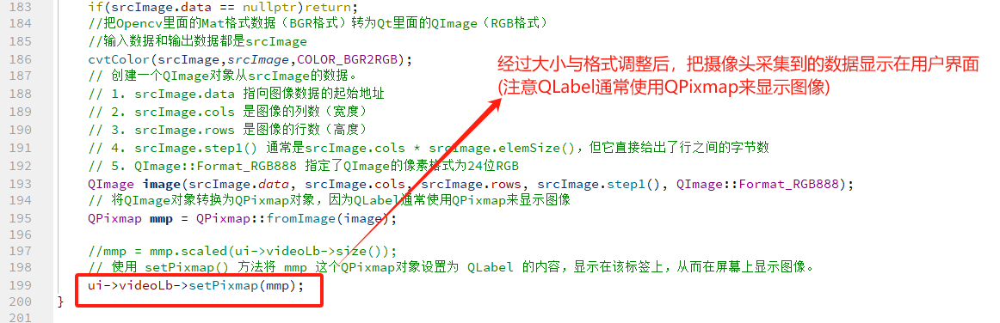 183 if(srcImage.data == nullptr)return;
184 //把Opencv里面的Mat格式数据（BGR格式）转为Qt里面的QImage（RGB格式）
185 //输入数据和输出数据都是srcImage
186 cvtColor(srcImage,srcImage,COLOR_BGR2RGB);
187 // 创建一个QImage对象从srcImage的数据。
188 // 1. srcImage.data 指向图像数据的起始地址
189 // 2. srcImage.cols 是图像的列数（宽度）
190 // 3. srcImage.rows 是图像的行数（高度）
191 // 4. srcImage.step1() 通常是srcImage.cols * srcImage.elemSize()，但它直接给出了行之间的字节数
192 // 5. QImage::Format_RGB888 指定了QImage的像素格式为24位RGB
193 QImage image(srcImage.data, srcImage.cols, srcImage.rows, srcImage.step1(), QImage::Format_RGB888);
194 // 将QImage对象转换为QPixmap对象，因为QLabel通常使用QPixmap来显示图像
195 QPixmap mmp = QPixmap::fromImage(image);
196
197 //mmp = mmp.scaled(ui->videoLb->size());
198 // 使用 setPixmap() 方法将 mmp 这个QPixmap对象设置为 QLabel 的内容，显示在该标签上，从而在屏幕上显示图像。
199 ui->videoLb->setPixmap(mmp);
200 }
201
经过大小与格式调整后，把摄像头采集到的数据显示在用户界面
(注意QLabel通常使用QPixmap来显示图像)